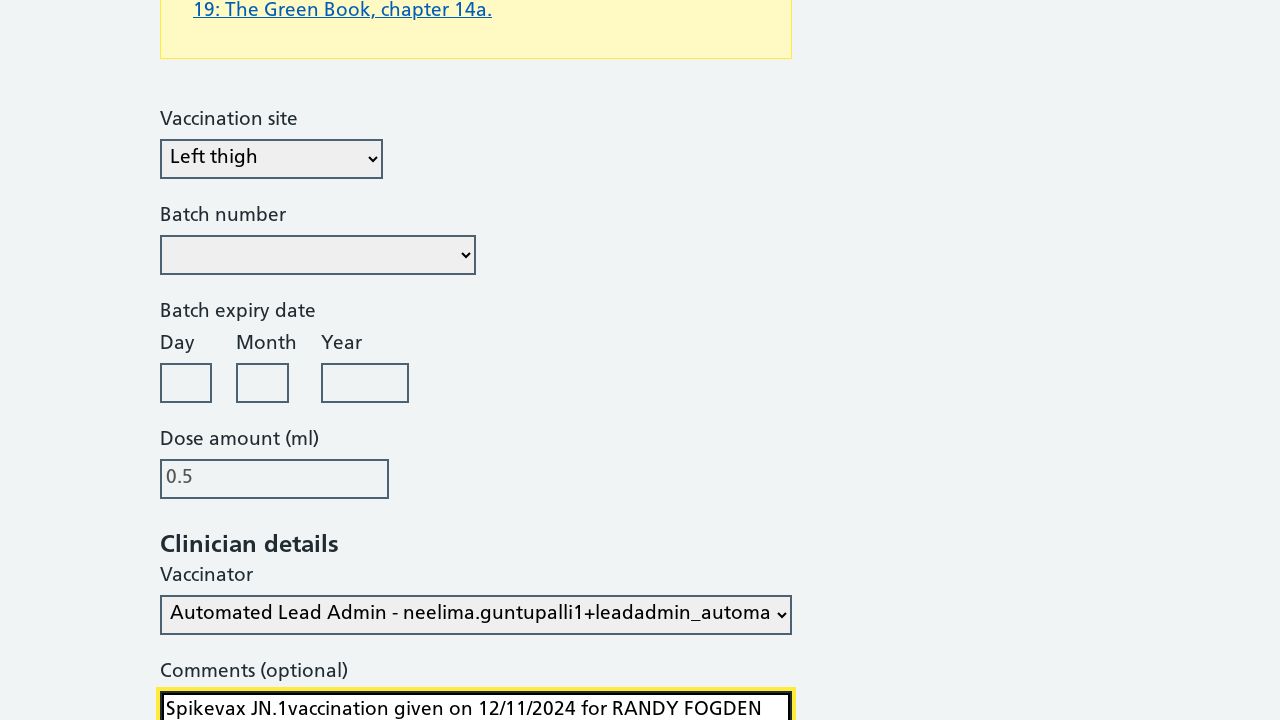 19: The Green Book, chapter 14a.
Vaccination site
Left thigh
Batch number
Batch expiry date
Day Month Year
Dose amount (ml)
0.5
Clinician details
Vaccinator
Automated Lead Admin - neelima.guntupalli1+leadadmin_automa
Comments (optional)
Spikevax JN.1vaccination given on 12/11/2024 for RANDY FOGDEN